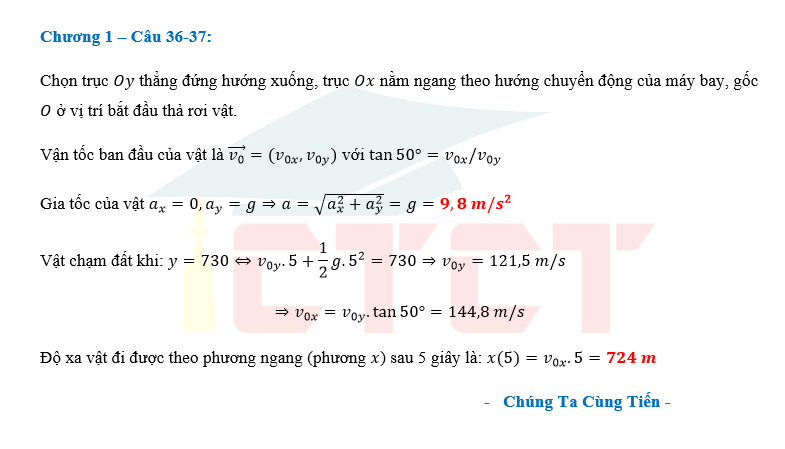 Chương 1 – Câu 36-37:
Chọn trục Oy thẳng đứng hướng xuống, trục Ox nằm ngang theo hướng chuyển động của máy bay, gốc
O ở vị trí bắt đầu thả rơi vật.
Vận tốc ban đầu của vật là $\overrightarrow{v_0} = (v_{0x}, v_{0y})$ với tan 50° = $v_{0x}/v_{0y}$
Gia tốc của vật $a_x = 0, a_y = g ⇒ a = \sqrt{a_x^2 + a_y^2} = g = 9,8\ m/s^2$
Vật chạm đất khi: $y = 730 ⇔ v_{0y}.5 + \frac{1}{2}g.5^2 = 730 ⇒ v_{0y} = 121,5\ m/s$
$⇒ v_{0x} = v_{0y}.\tan 50° = 144,8\ m/s$
Độ xa vật đi được theo phương ngang (phương x) sau 5 giây là: $x(5) = v_{0x}.5 = 724\ m$
- Chúng Ta Cùng Tiến -
CTCT